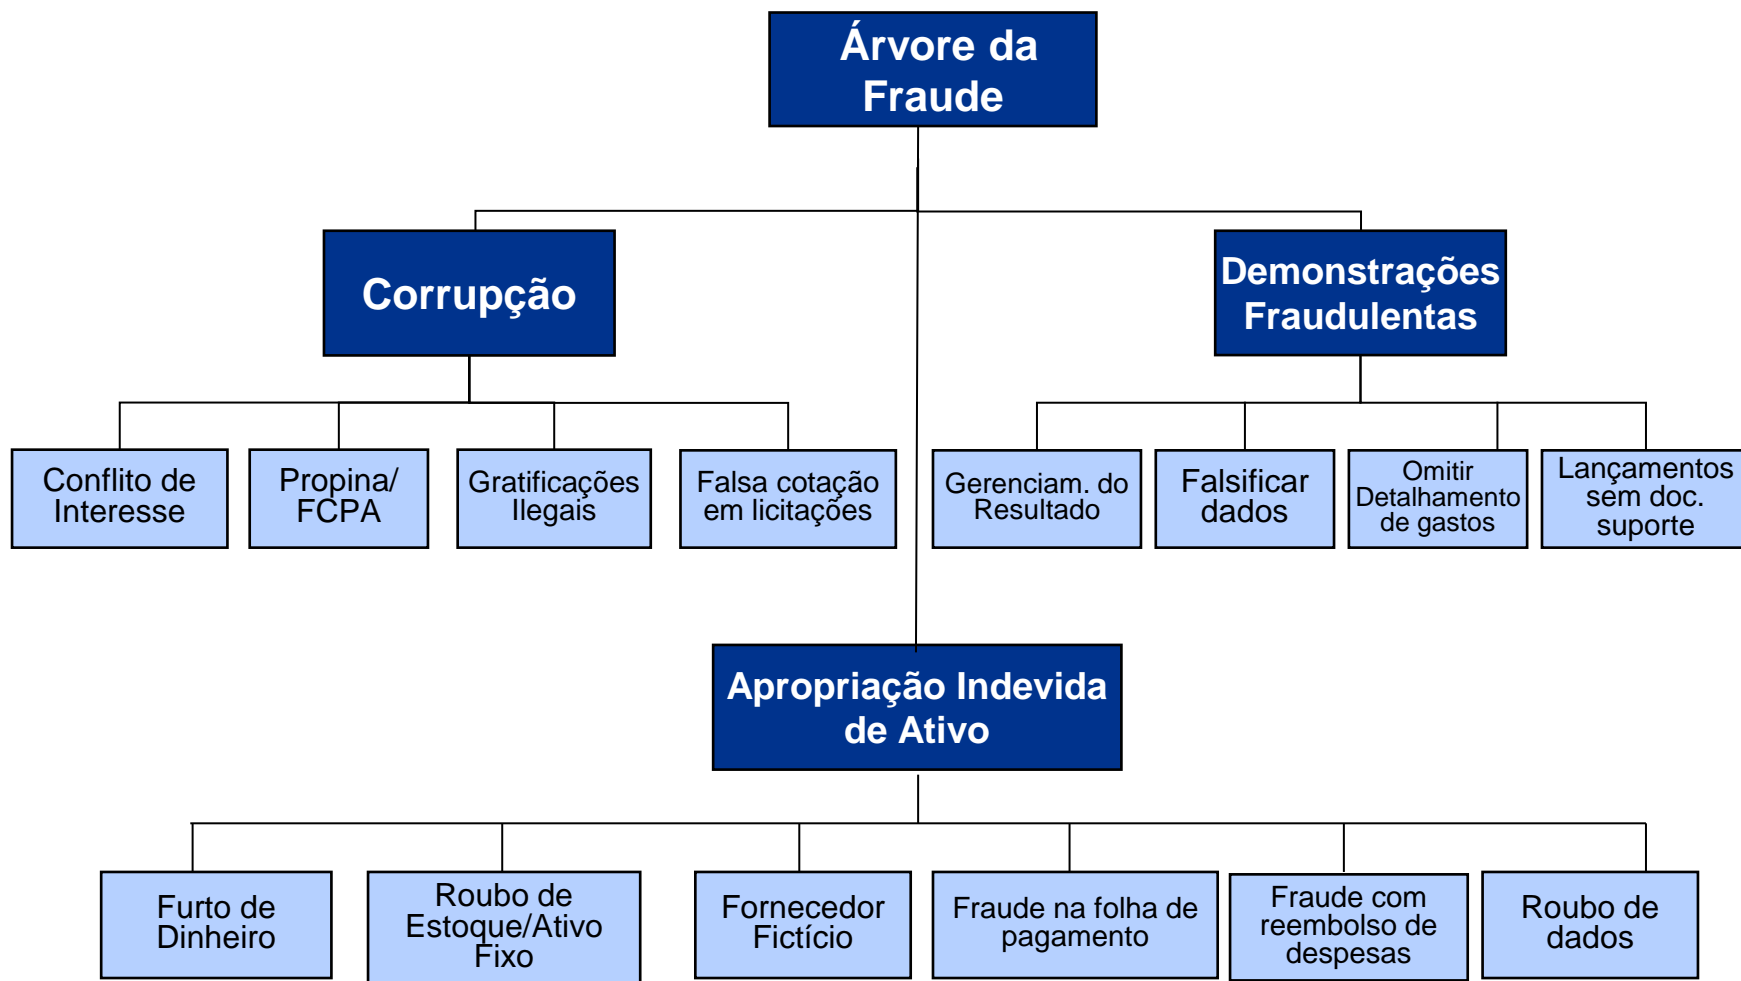 Árvore da
Fraude
Corrupção
Demonstrações
Fraudulentas
Conflito de
Interesse
Propina/
FCPA
Gratificações
Ilegais
Falsa cotação
em licitações
Gerenciam. do
Resultado
Falsificar
dados
Omitir
Detalhamento
de gastos
Lançamentos
sem doc.
suporte
Apropriação Indevida
de Ativo
Furto de
Dinheiro
Roubo de
Estoque/Ativo
Fixo
Fornecedor
Fictício
Fraude na folha de
pagamento
Fraude com
reembolso de
despesas
Roubo de
dados